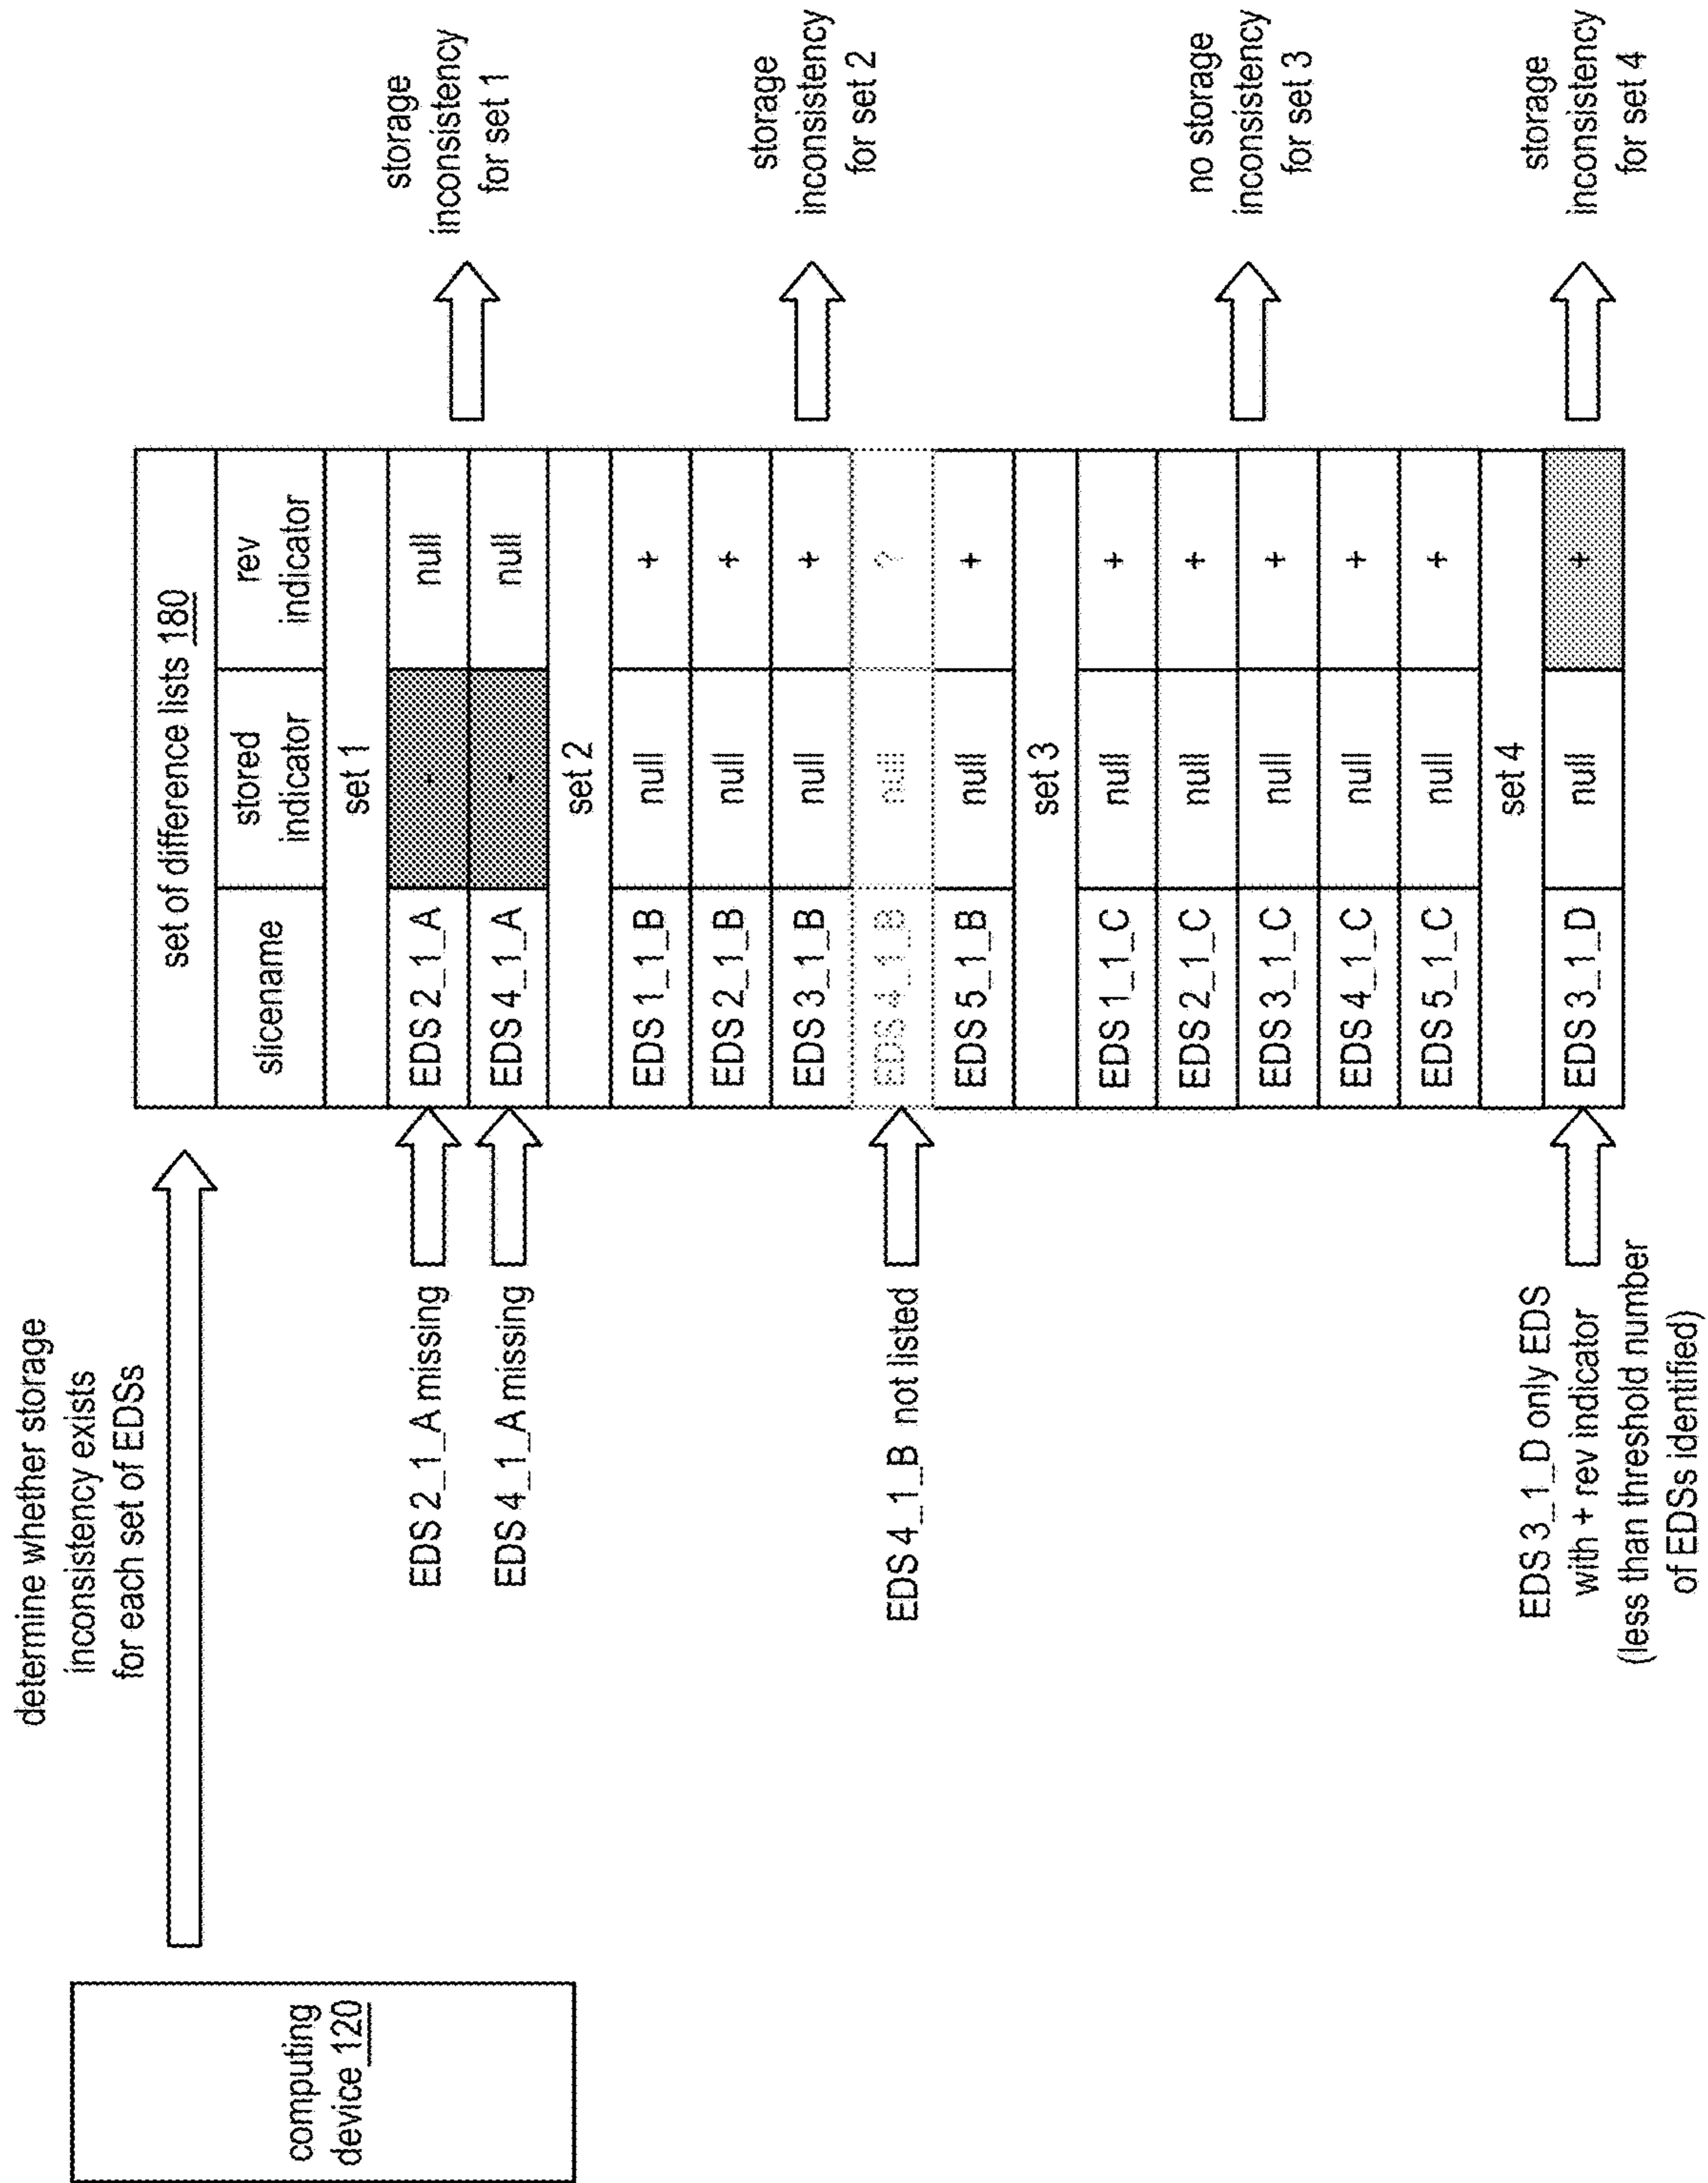 determine whether storage
inconsistency exists
for each set of EDSs
computing
device 120
set of difference lists 180
slicename
stored
indicator
rev
indicator
set 1
EDS 2_1_A missing
EDS 2_1_A
-
null
EDS 4_1_A missing
EDS 4_1_A
-
null
storage
inconsistency
for set 1
set 2
EDS 1_1_B
null
+
EDS 2_1_B
null
+
EDS 3_1_B
null
+
EDS 4_1_B not listed
EDS 4_1_B
null
?
EDS 5_1_B
null
+
storage
inconsistency
for set 2
set 3
EDS 1_1_C
null
+
EDS 2_1_C
null
+
EDS 3_1_C
null
+
EDS 4_1_C
null
+
EDS 5_1_C
null
+
no storage
inconsistency
for set 3
set 4
EDS 3_1_D only EDS
with + rev indicator
(less than threshold number
of EDSs identified)
EDS 3_1_D
null
+
storage
inconsistency
for set 4